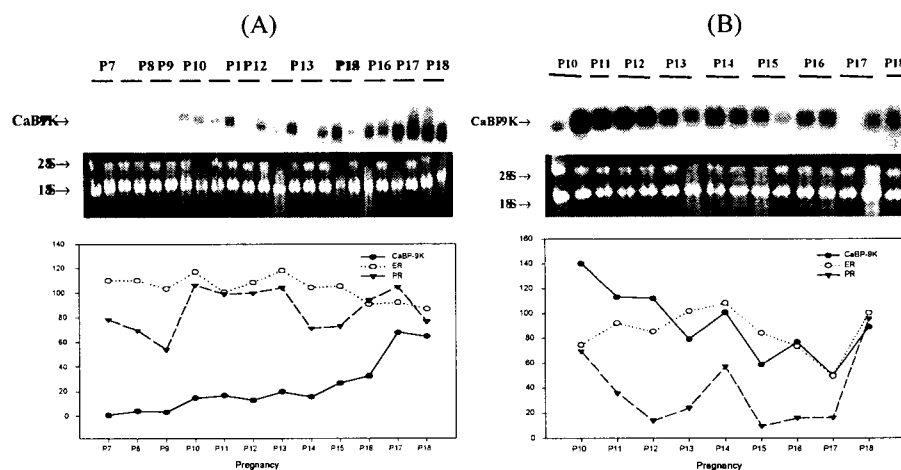 (A)
P7 P8 P9 P10 P1 P12 P13 P16 P17 P18
28S→
18S→
140
120
100
80
60
40
20
0
CaBP-9K
ER
PR
P7 P8 P9 P10 P11 P12 P13 P14 P15 P16 P17 P18
Pregnancy
(B)
P10 P11 P12 P13 P14 P15 P16 P17 P18
CaBP9K→
28S→
18S→
160
140
120
100
80
60
40
20
0
CaBP-9K
ER
PR
P10 P11 P12 P13 P14 P15 P16 P17 P18
Pregnancy